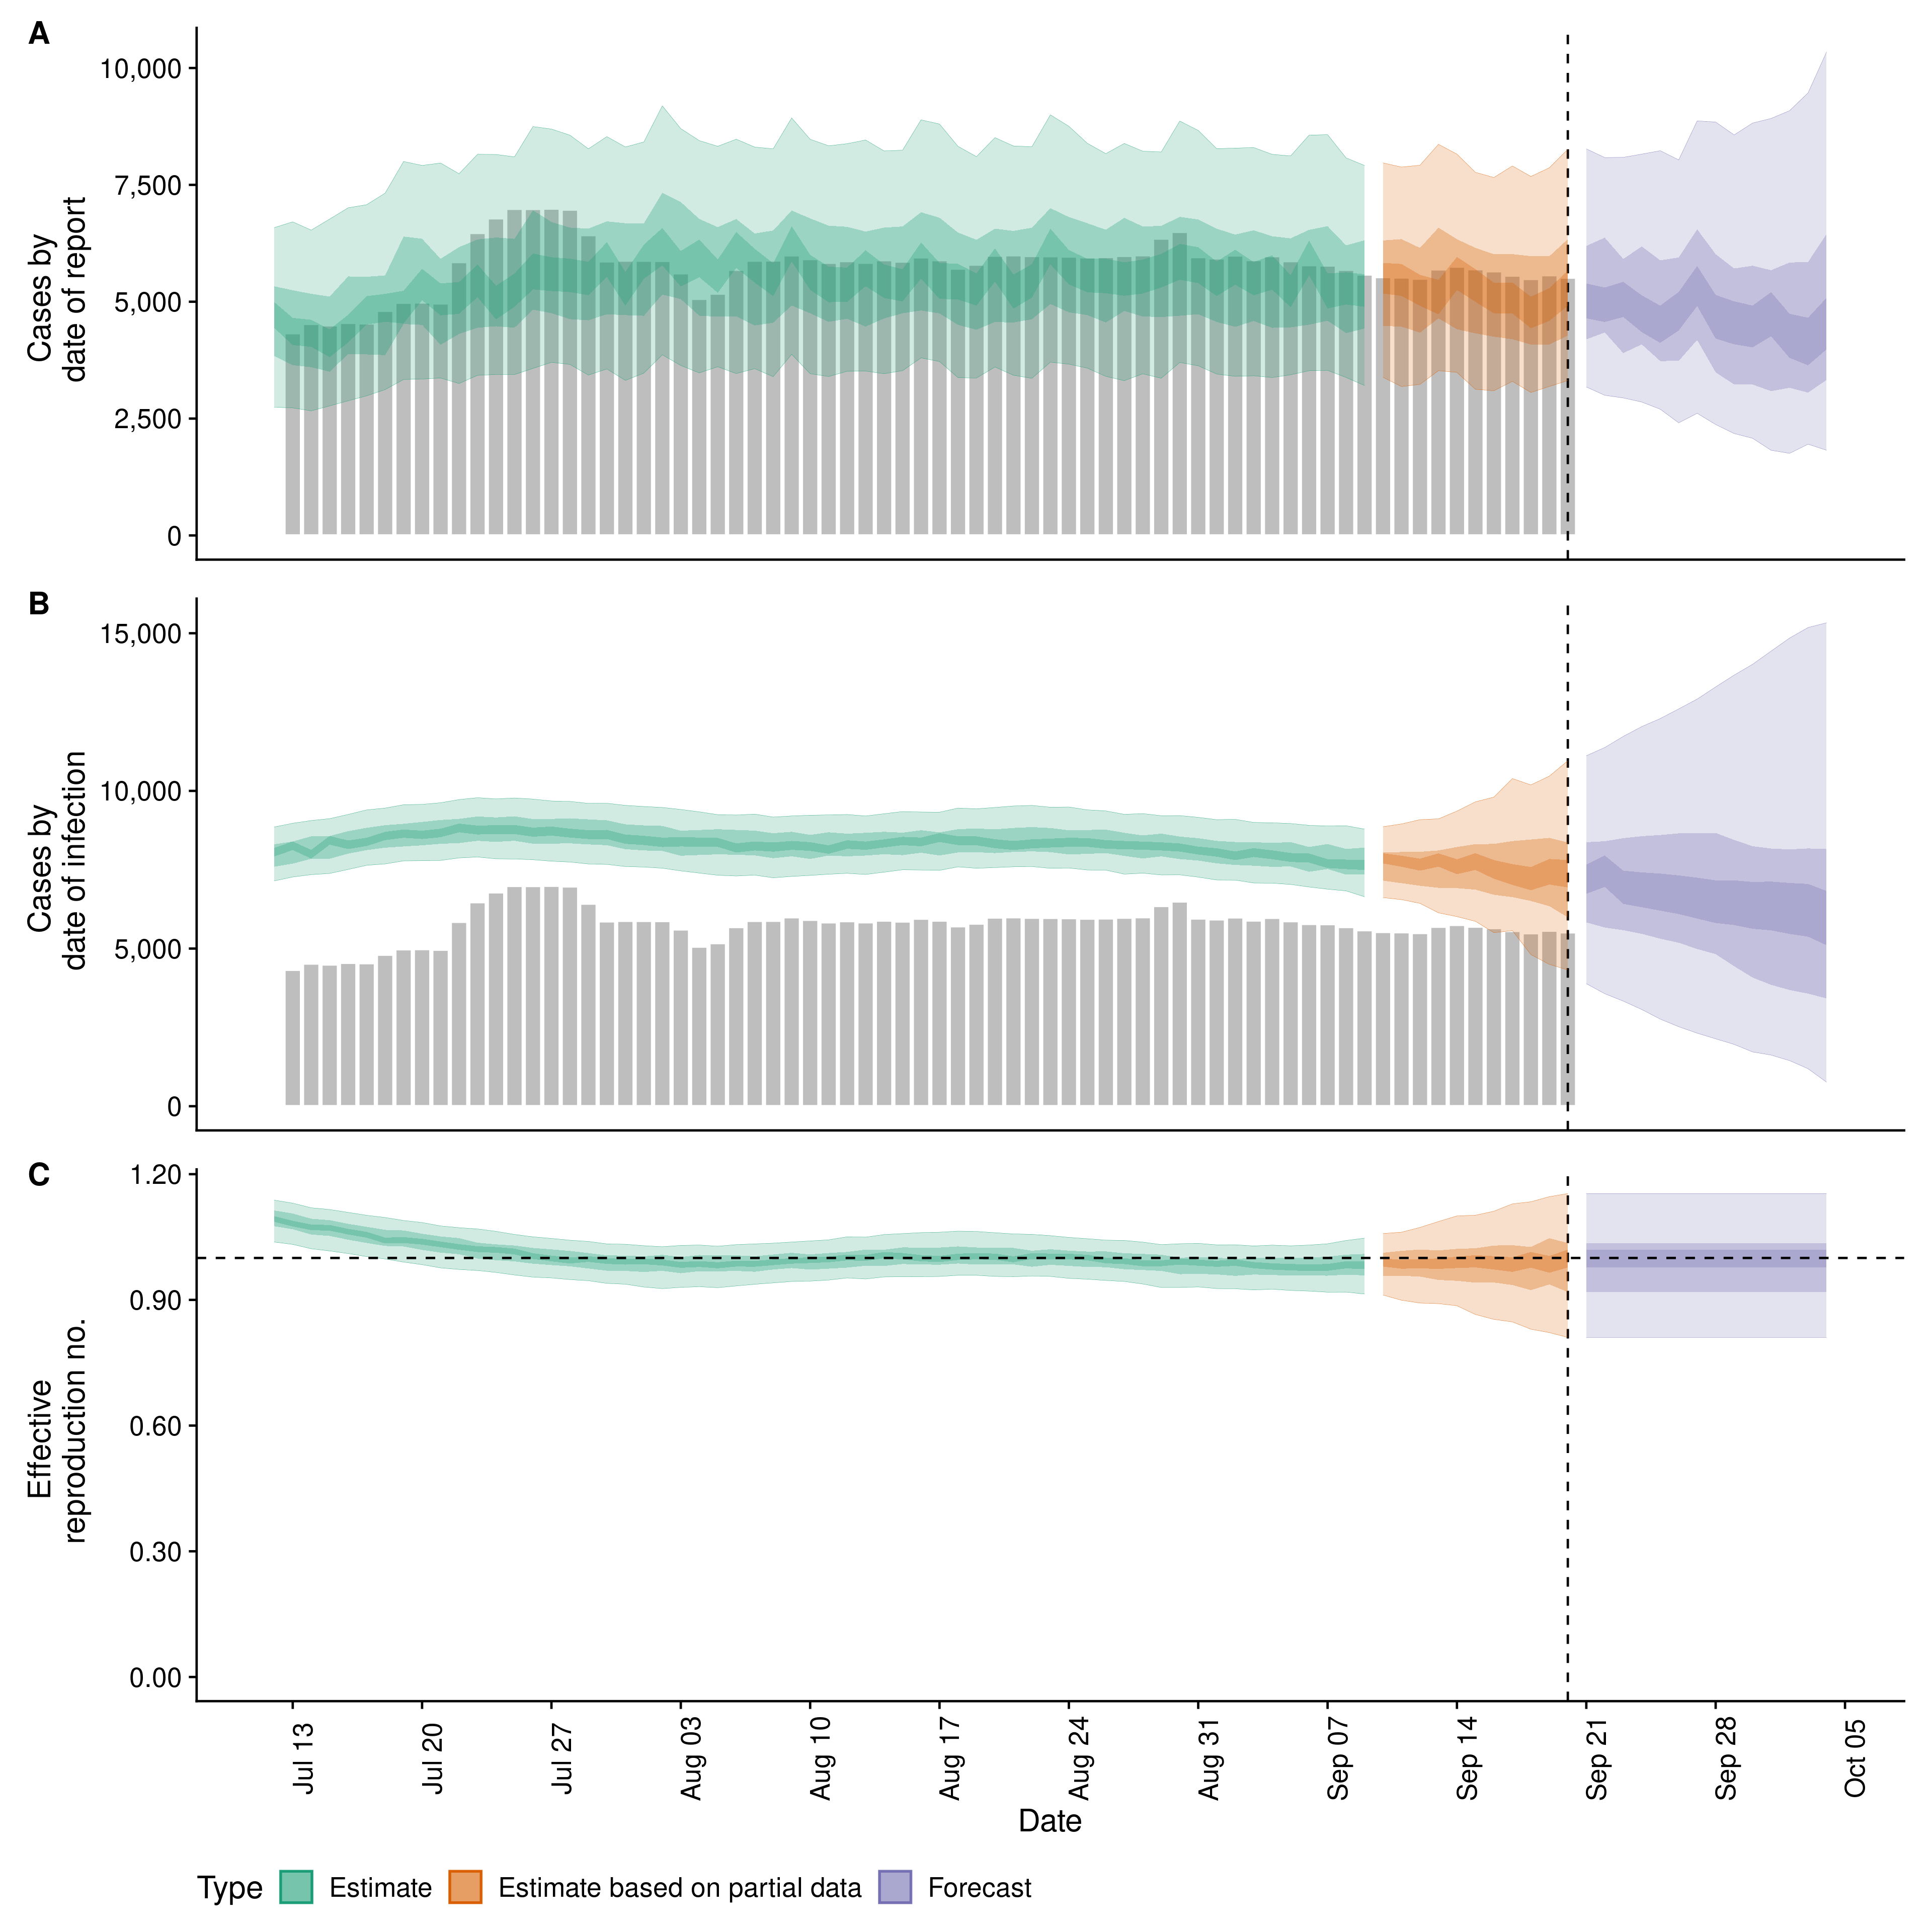 A
Cases by
date of report
10,000
7,500
5,000
2,500
0
B
Cases by
date of infection
15,000
10,000
5,000
0
C
Effective
reproduction no.
1.20
0.90
0.60
0.30
0.00
Jul 13
Jul 20
Jul 27
Aug 03
Aug 10
Aug 17
Aug 24
Aug 31
Sep 07
Sep 14
Sep 21
Sep 28
Oct 05
Date
Type
Estimate
Estimate based on partial data
Forecast